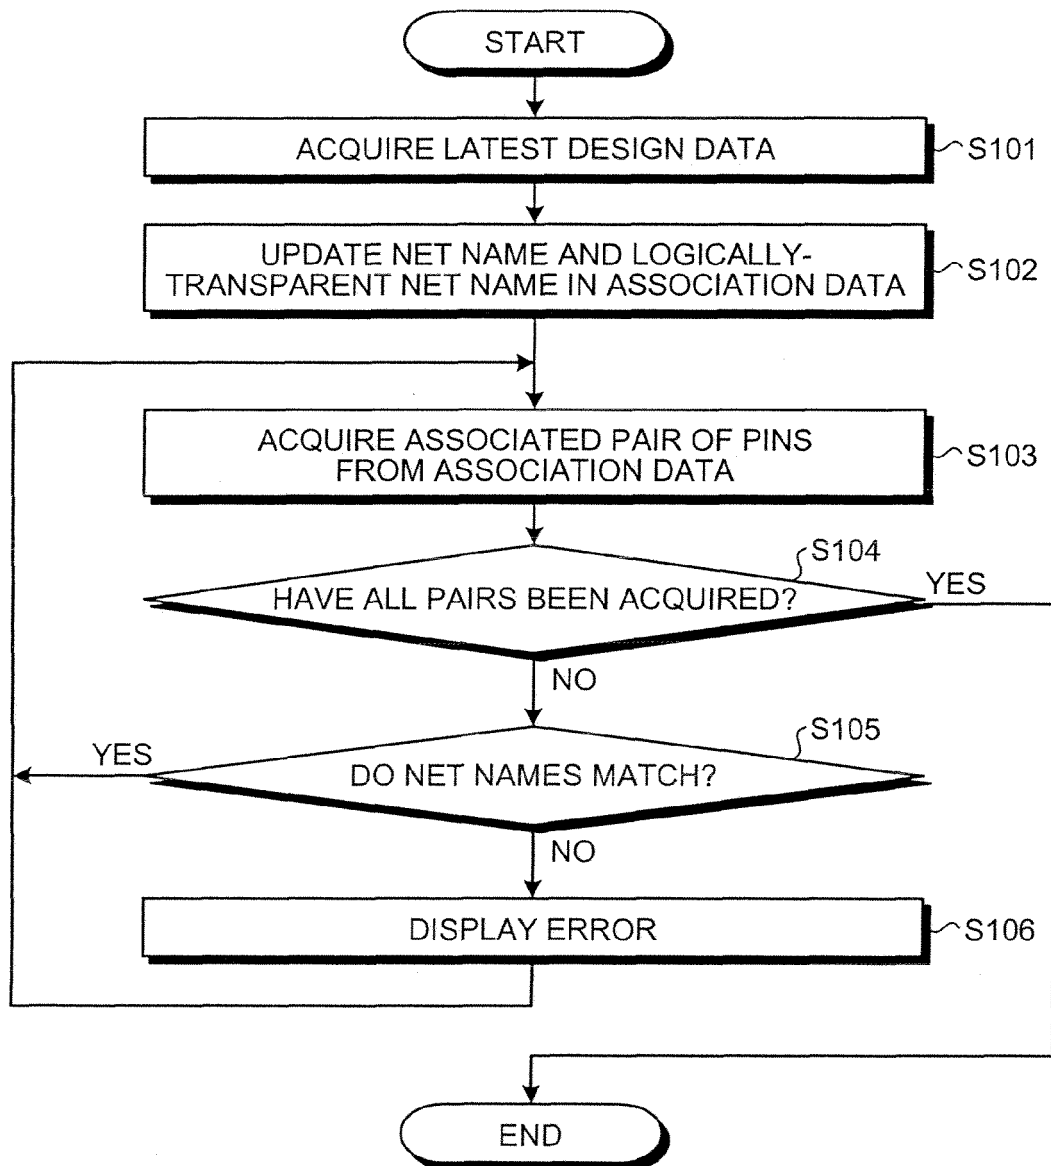 START
ACQUIRE LATEST DESIGN DATA
S101
UPDATE NET NAME AND LOGICALLY-
TRANSPARENT NET NAME IN ASSOCIATION DATA
S102
ACQUIRE ASSOCIATED PAIR OF PINS
FROM ASSOCIATION DATA
S103
S104
HAVE ALL PAIRS BEEN ACQUIRED?
YES
NO
S105
YES
DO NET NAMES MATCH?
NO
DISPLAY ERROR
S106
END